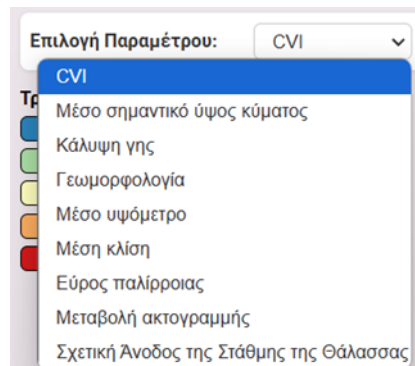 Επιλογή Παραμέτρου: CVI
CVI
Μέσο σημαντικό ύψος κύματος
Κάλυψη γης
Γεωμορφολογία
Μέσο υψόμετρο
Μέση κλίση
Εύρος παλίρροιας
Μεταβολή ακτογραμμής
Σχετική Άνοδος της Στάθμης της Θάλασσας